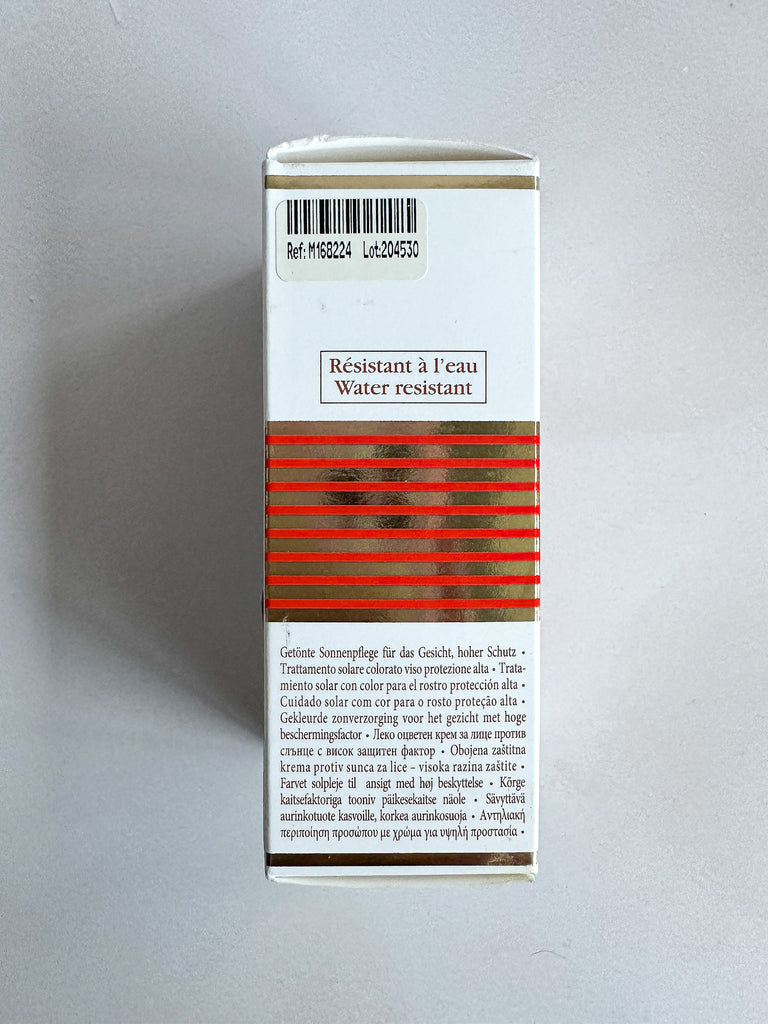 Ref: M168224 Lot:204530
Résistant à l'eau
Water resistant
Getönte Sonnenpflege für das Gesicht, hoher Schutz •
Trattamento solare colorato viso protezione alta • Trata-
miento solar con color para el rostro protección alta •
Cuidado solar com cor para o rosto proteção alta •
Gekleurde zonverzorging voor het gezicht met hoge
beschermingsfactor • Леко оцветен крем за лице против
слънце с висок защитен фактор • Obojena zaštitna
krema protiv sunca za lice – visoka razina zaštite •
Farvet solpleje til ansigt med høj beskyttelse • Kõrge
kaitsefaktoriga tooniv päikesekaitse näole • Sävyttävä
aurinkotuote kasvoille, korkea aurinkosuoja • Αντηλιακή
περιποίηση προσώπου με χρώμα για υψηλή προστασία •